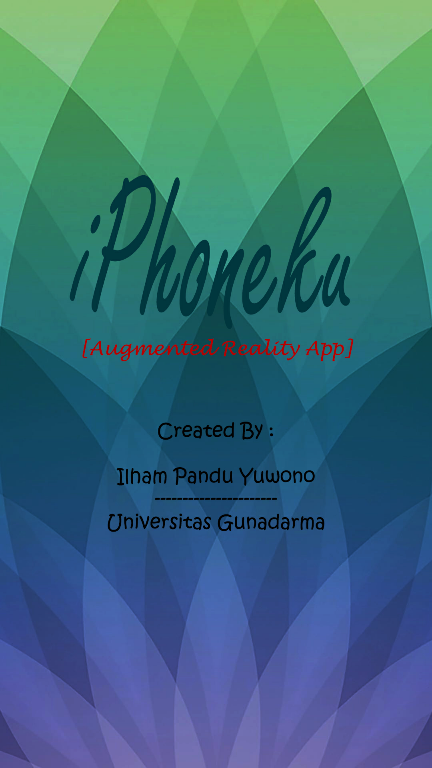 iPhoneku
[Augmented Reality App]
Created By :
Ilham Pandu Yuwono
----------------------
Universitas Gunadarma